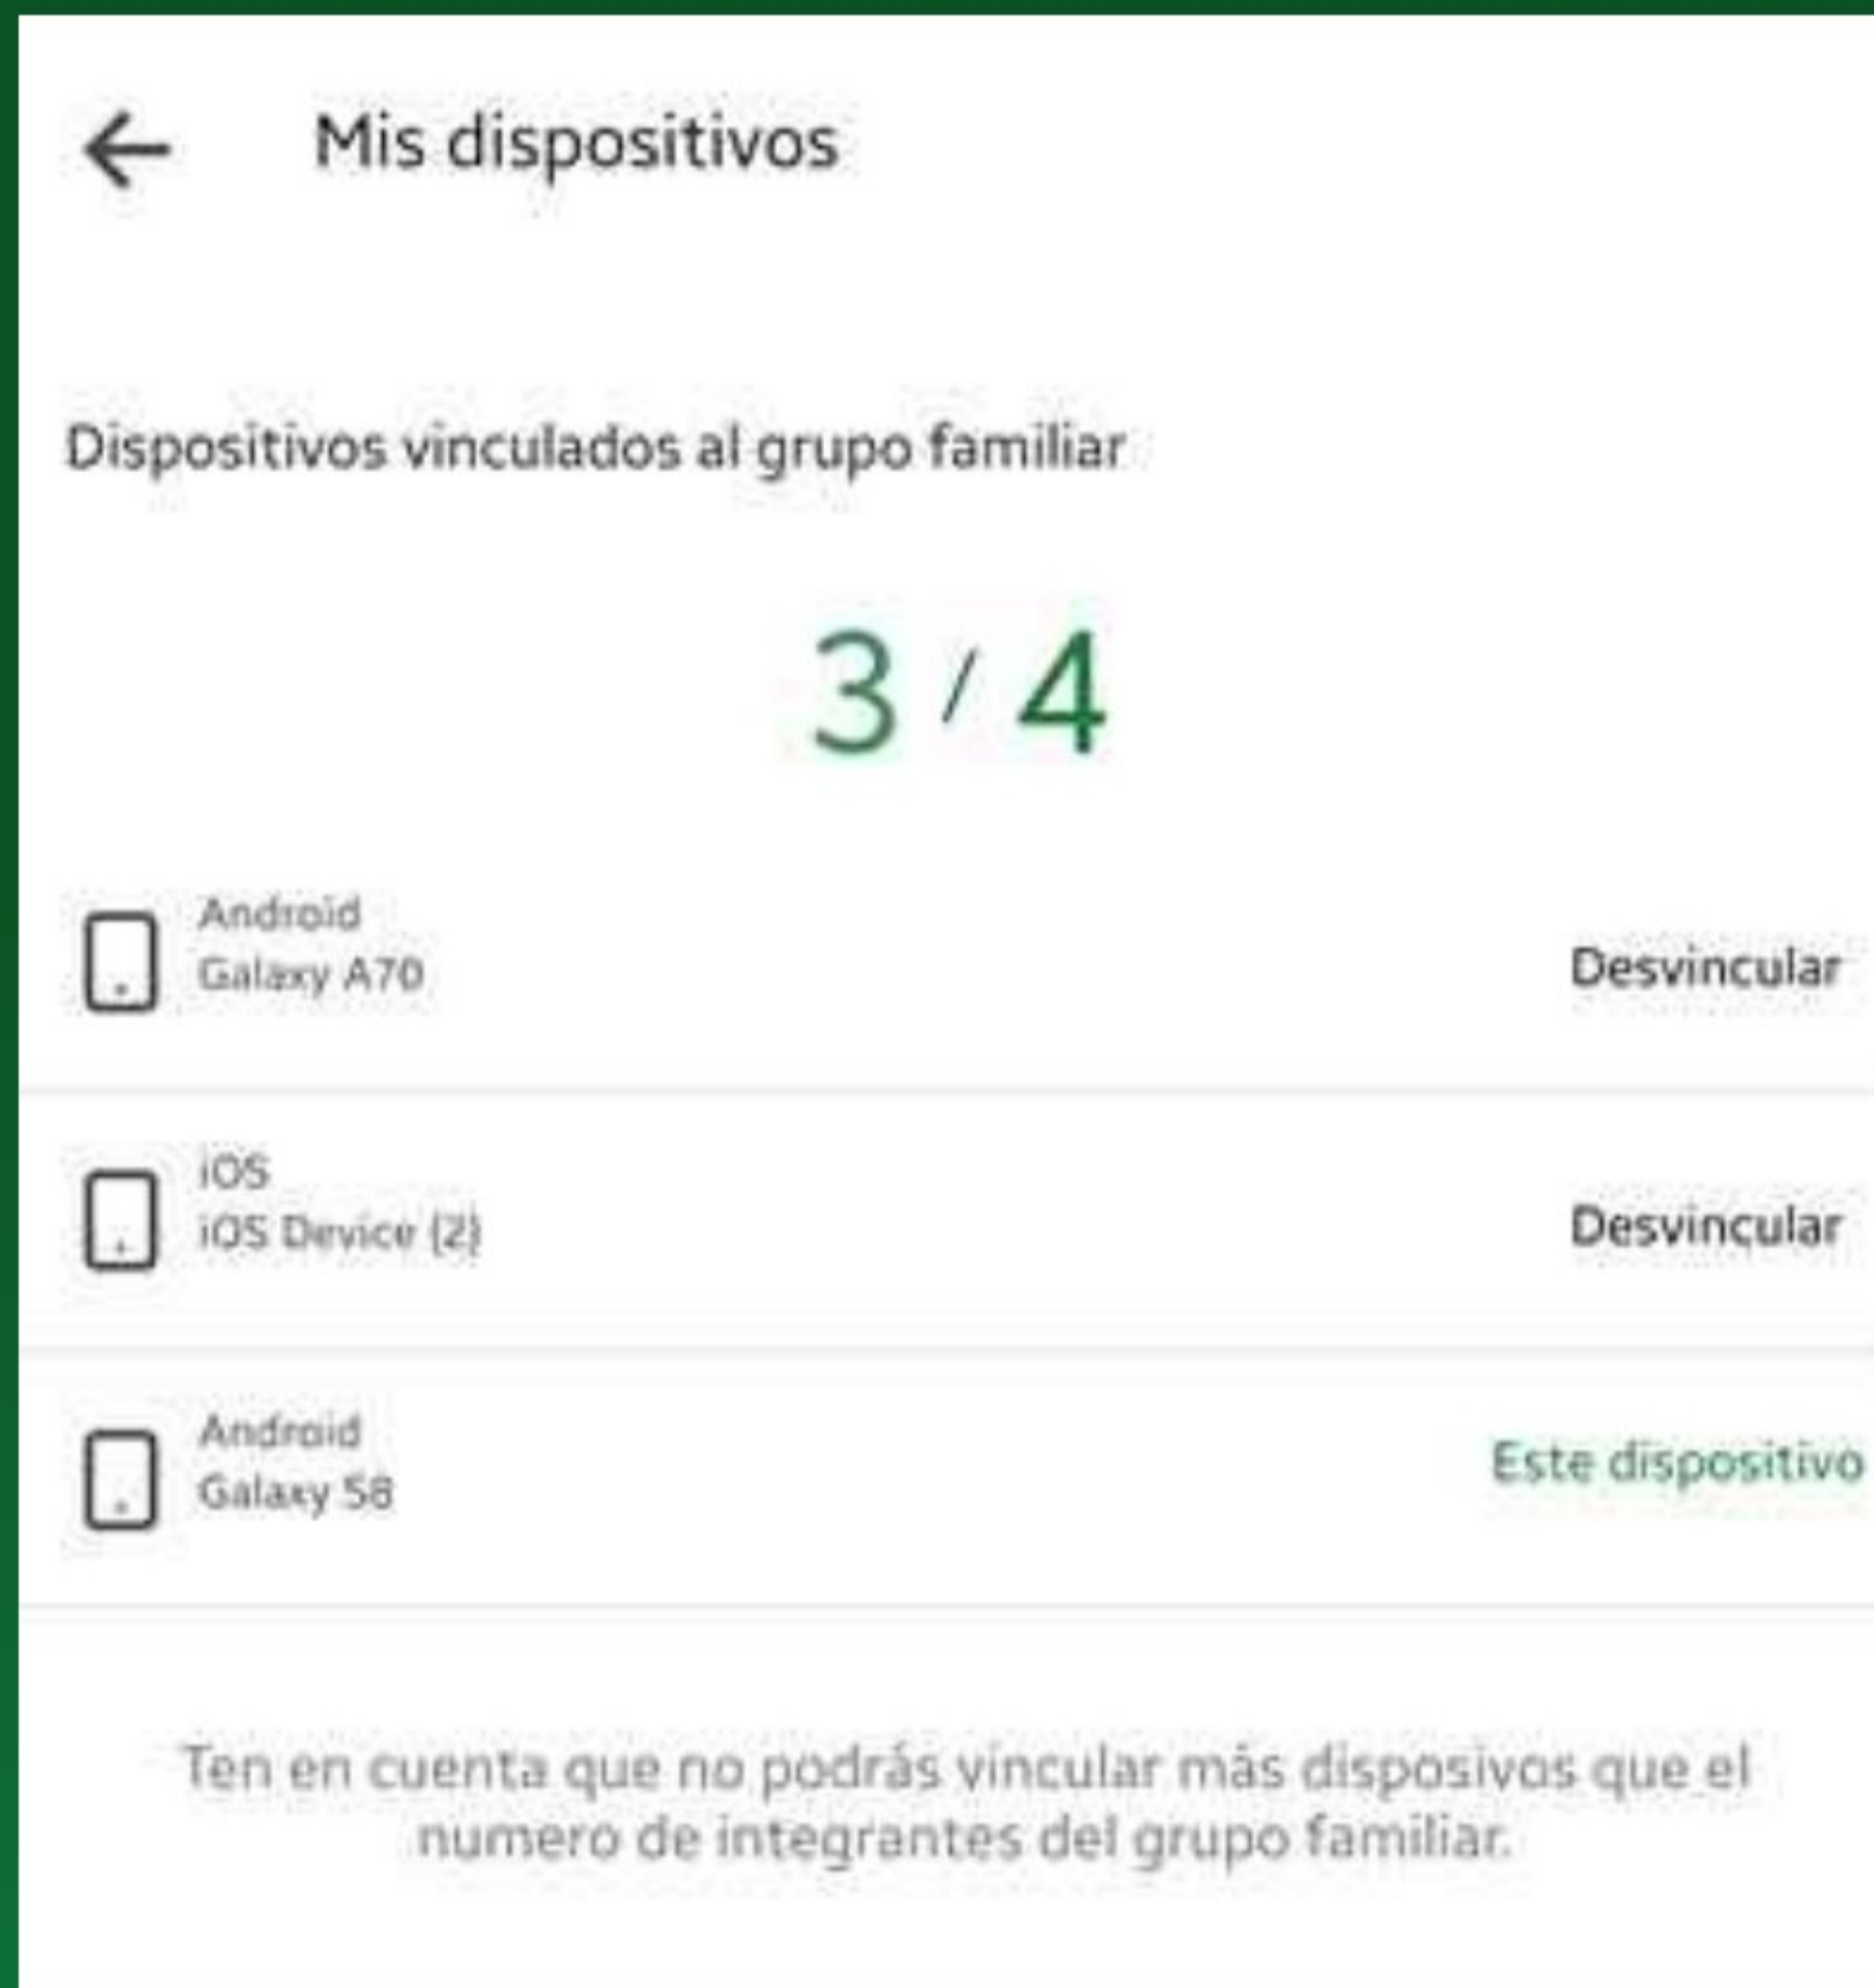 Mis dispositivos
Dispositivos vinculados al grupo familiar
3 / 4
Android
Galaxy A70
Desvincular
iOS
iOS Device (2)
Desvincular
Android
Galaxy S8
Este dispositivo
Ten en cuenta que no podrás vincular más disposivos que el
numero de integrantes del grupo familiar.